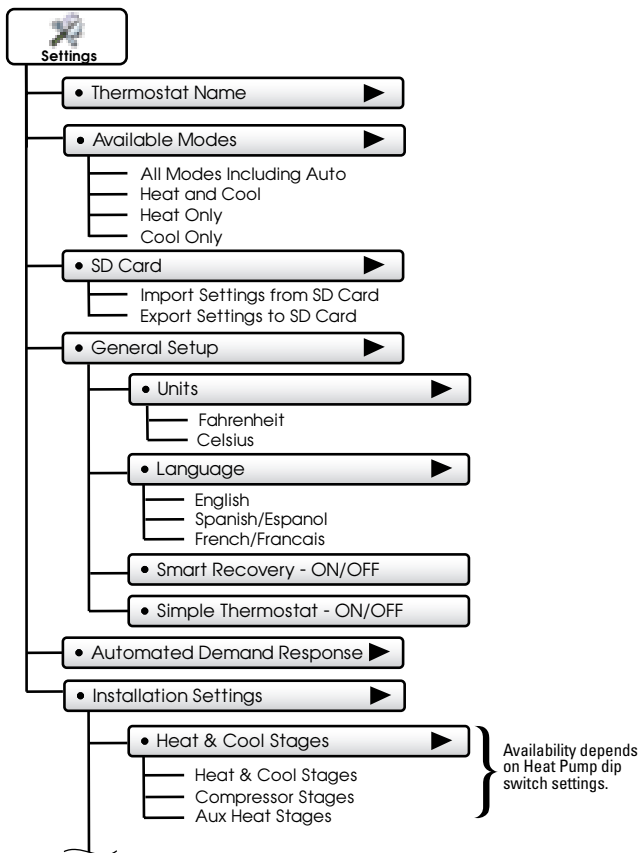 Settings
• Thermostat Name
• Available Modes
All Modes Including Auto
Heat and Cool
Heat Only
Cool Only
• SD Card
Import Settings from SD Card
Export Settings to SD Card
• General Setup
• Units
Fahrenheit
Celsius
• Language
English
Spanish/Espanol
French/Francais
• Smart Recovery - ON/OFF
• Simple Thermostat - ON/OFF
• Automated Demand Response
• Installation Settings
• Heat & Cool Stages
Heat & Cool Stages
Compressor Stages
Aux Heat Stages
Availability depends
on Heat Pump dip
switch settings.